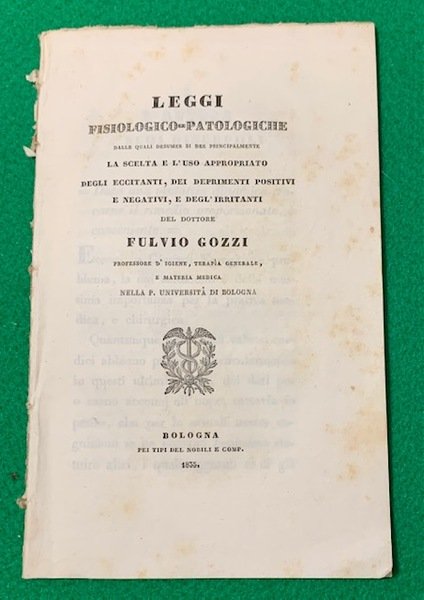 LEGGI
FISIOLOGICO-PATOLOGICHE
DALLE QUALI DESUMER SI DEE PRINCIPALMENTE
LA SCELTA E L'USO APPROPRIATO
DEGLI ECCITANTI, DEI DEPRIMENTI POSITIVI
E NEGATIVI, E DEGL'IRRITANTI
DEL DOTTORE
FULVIO GOZZI
PROFESSORE D'IGIENE, TERAPÌA GENERALE,
E MATERIA MEDICA
NELLA P. UNIVERSITÀ DI BOLOGNA
BOLOGNA
PEI TIPI DEL NOBILI E COMP.
1835.